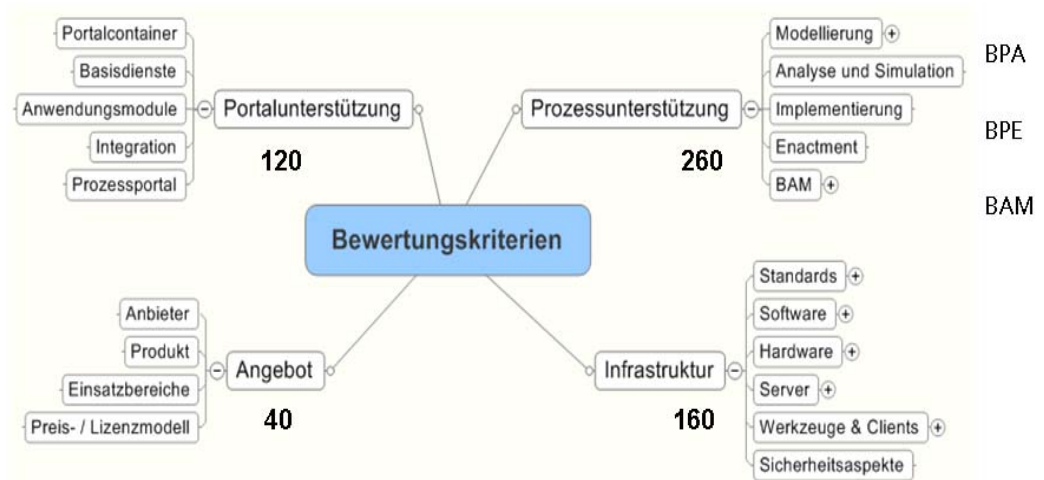 Portalcontainer
Basisdienste
Anwendungsmodule
Integration
Prozessportal
Portalunterstützung
120
Prozessunterstützung
260
Modellierung
Analyse und Simulation
Implementierung
Enactment
BAM
BPA
BPE
BAM
Bewertungskriterien
Anbieter
Produkt
Einsatzbereiche
Preis- / Lizenzmodell
Angebot
40
Infrastruktur
160
Standards
Software
Hardware
Server
Werkzeuge & Clients
Sicherheitsaspekte